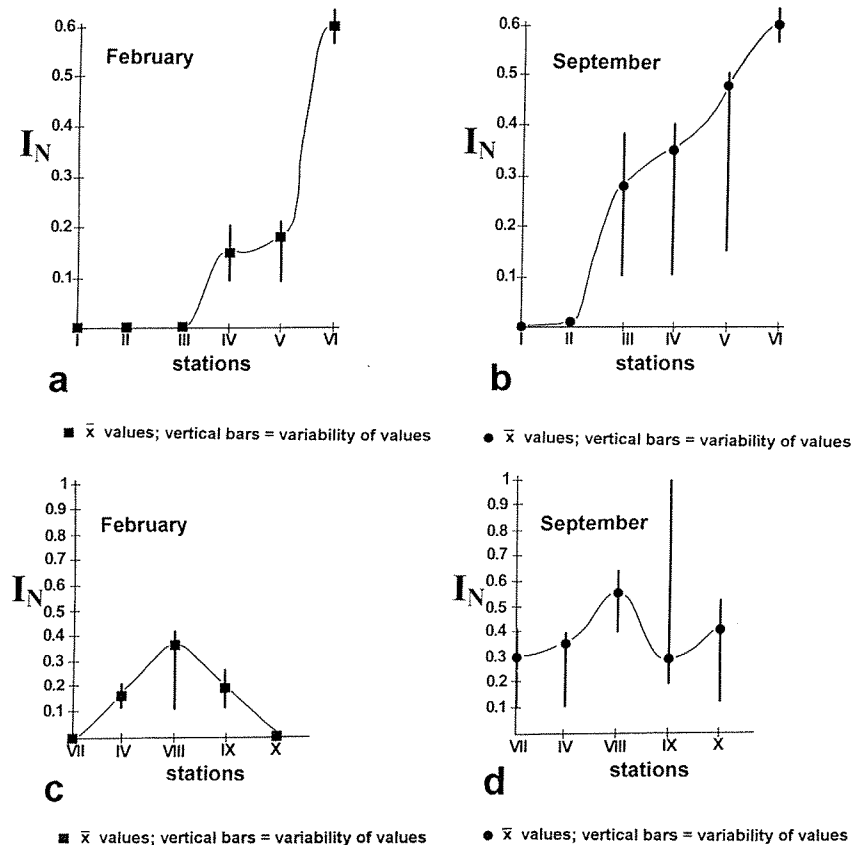 0.6
February
0.5
0.4
I_N
0.3
0.2
0.1
I II III IV V VI
stations
a
■ x̄ values; vertical bars = variability of values
0.6
September
0.5
0.4
I_N
0.3
0.2
0.1
I II III IV V VI
stations
b
● x̄ values; vertical bars = variability of values
1
0.9
February
0.8
0.7
0.6
I_N
0.5
0.4
0.3
0.2
0.1
VII IV VIII IX X
stations
c
■ x̄ values; vertical bars = variability of values
1
0.9
September
0.8
0.7
0.6
I_N
0.5
0.4
0.3
0.2
0.1
VII IV VIII IX X
stations
d
● x̄ values; vertical bars = variability of values